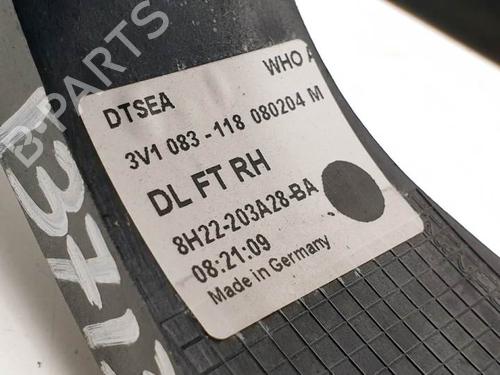 B-PARTS
DTSEA WHO A
3V1 083-118 080204 M
DL FT RH
8H22-203A28-BA
08:21:09
Made in Germany